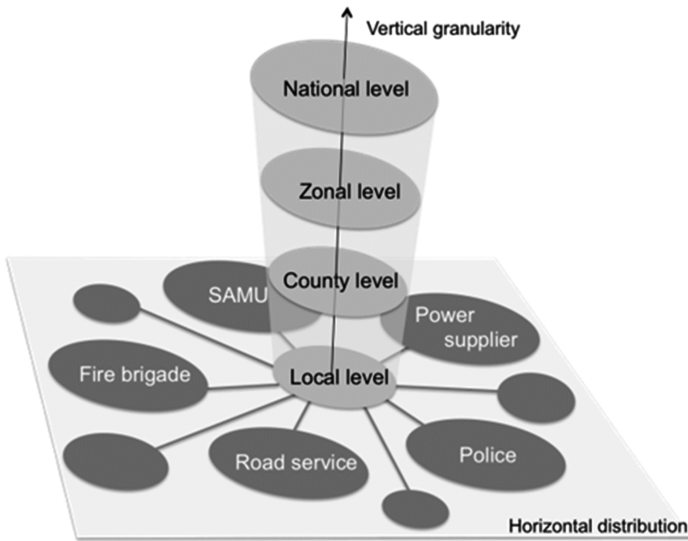 Vertical granularity
National level
Zonal level
County level
SAMU
Power
supplier
Fire brigade
Local level
Road service
Police
Horizontal distribution